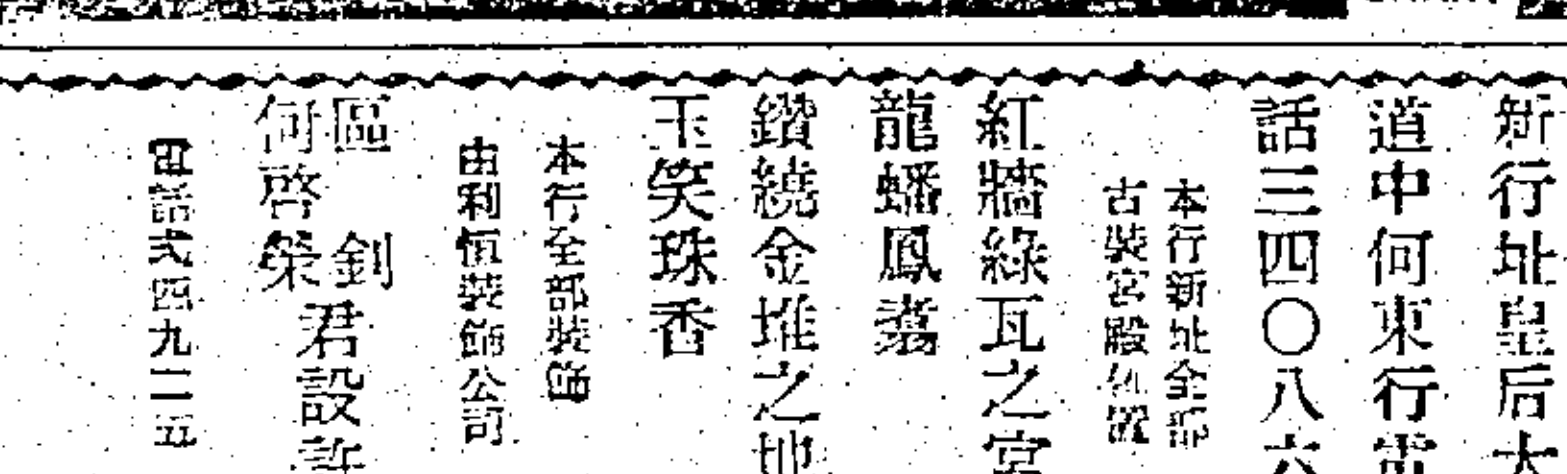 新行址皇后大
道中何東行電
話三四〇八六
本行新址全部
古裝宮殿佈置
紅牆綠瓦之宮
龍蟠鳳翥
鑽繞金堆之地
玉笑珠香
本行全部裝飾
由利恒裝飾公司
區釗
何啓榮
君設計
電話弍四九二五